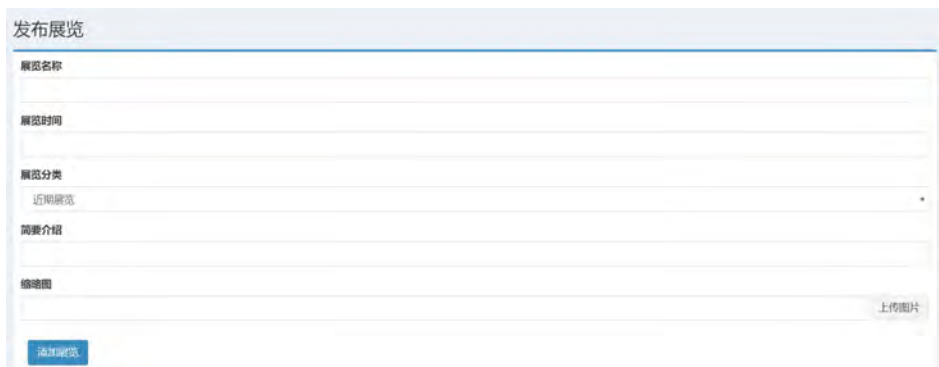 发布展览
展览名称
展览时间
展览分类
近期展览
简要介绍
缩略图
上传图片
添加展览